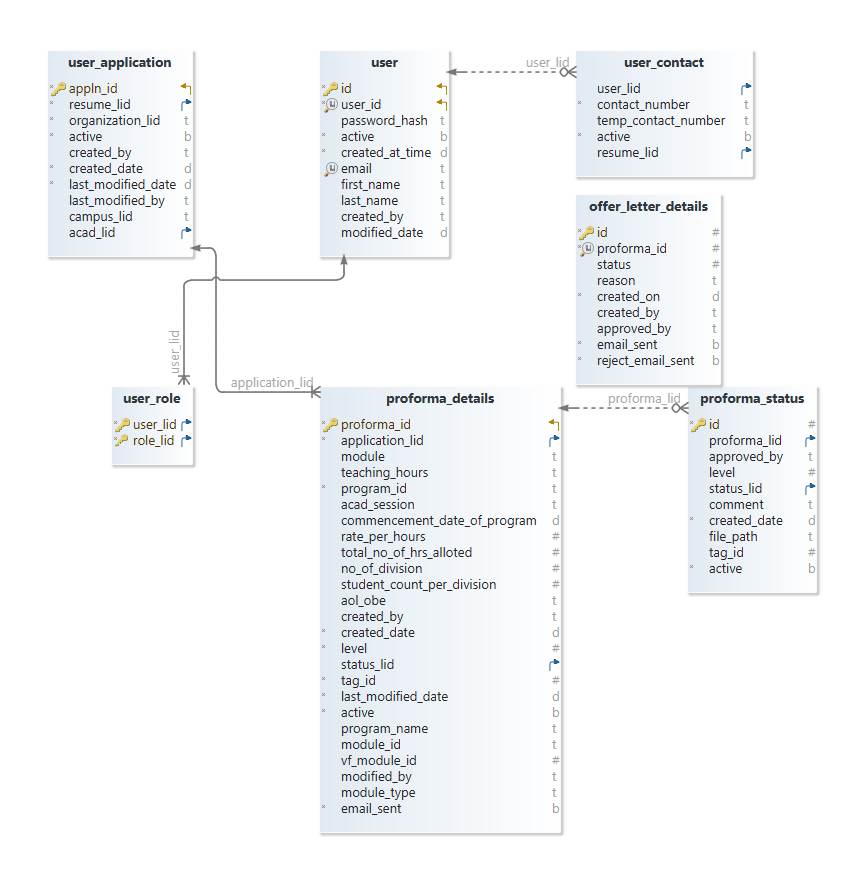 user_application
appln_id
resume_lid
organization_lid t
active b
created_by t
created_date d
last_modified_date d
last_modified_by t
campus_lid t
acad_lid
user
id
user_id
password_hash t
active b
created_at_time d
email t
first_name t
last_name t
created_by t
modified_date d
user_lid
user_contact
user_lid
contact_number t
temp_contact_number t
active b
resume_lid
offer_letter_details
id #
proforma_id #
status #
reason t
created_on d
created_by t
approved_by t
email_sent b
reject_email_sent b
user_lid
application_lid
proforma_lid
user_role
user_lid
role_lid
proforma_details
proforma_id
application_lid
module t
teaching_hours t
program_id t
acad_session t
commencement_date_of_program d
rate_per_hours #
total_no_of_hrs_alloted #
no_of_division #
student_count_per_division #
aol_obe t
created_by t
created_date d
level #
status_lid
tag_id #
last_modified_date d
active b
program_name t
module_id t
vf_module_id #
modified_by t
module_type t
email_sent b
proforma_status
id #
proforma_lid
approved_by t
level #
status_lid
comment t
created_date d
file_path t
tag_id #
active b